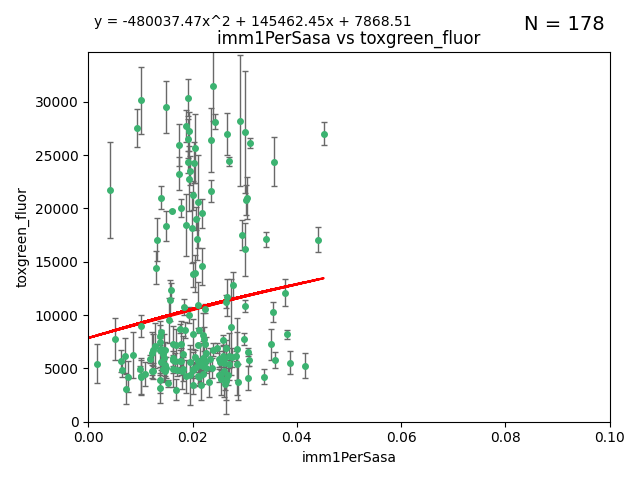 y = -480037.47x^2 + 145462.45x + 7868.51
N = 178
imm1PerSasa vs toxgreen_fluor
30000
25000
20000
15000
10000
5000
0
toxgreen_fluor
0.00 0.02 0.04 0.06 0.08 0.10
imm1PerSasa